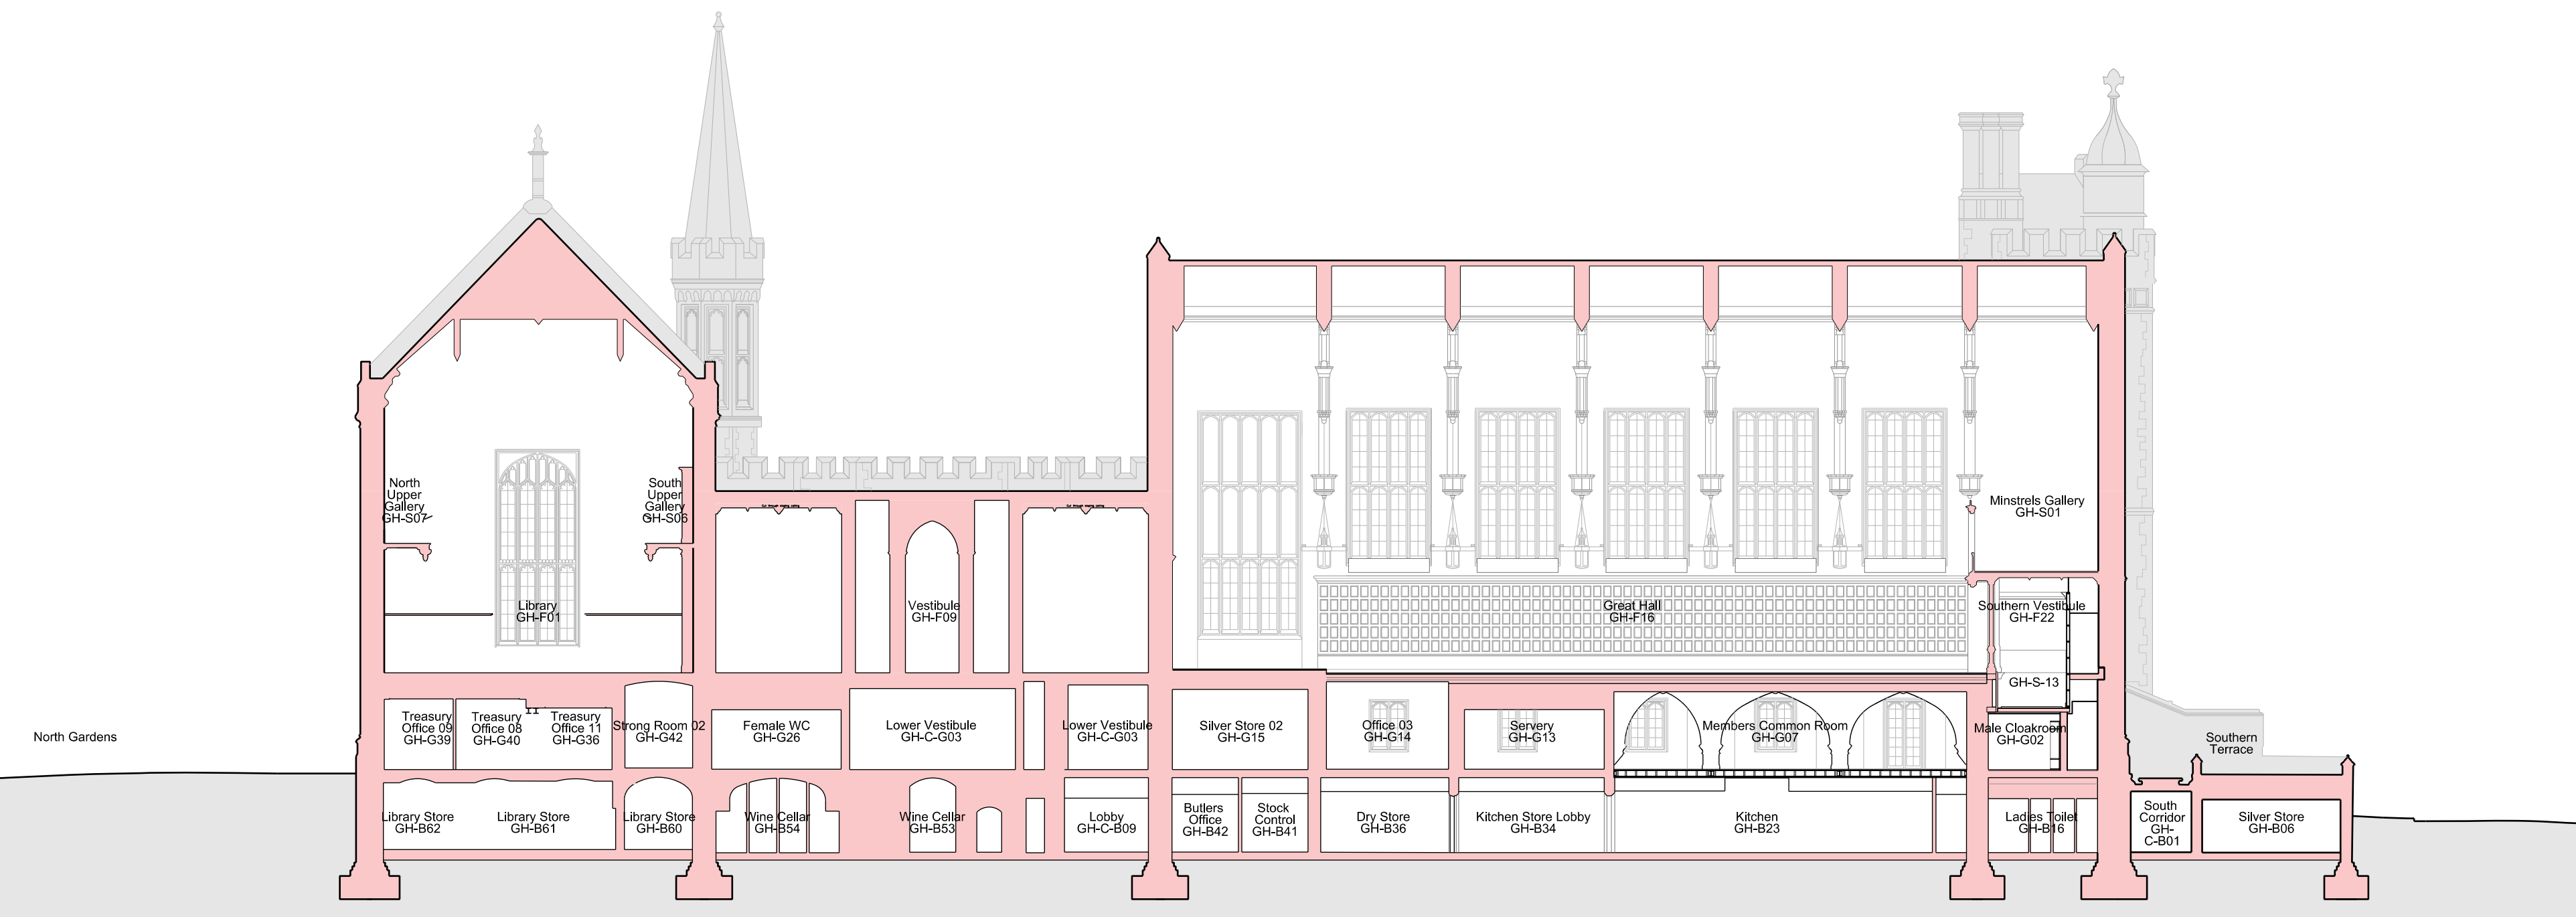 North
Upper
Gallery
GH-S07
South
Upper
Gallery
GH-S06
Minstrels Gallery
GH-S01
Library
GH-F01
Vestibule
GH-F09
Great Hall
GH-F16
Southern Vestibule
GH-F22
GH-S-13
North Gardens
Treasury
Office 09
GH-G39
Treasury
Office 08
GH-G40
Treasury
Office 11
GH-G36
Strong Room 02
GH-G42
Female WC
GH-G26
Lower Vestibule
GH-C-G03
Lower Vestibule
GH-C-G03
Silver Store 02
GH-G15
Office 03
GH-G14
Servery
GH-G13
Members Common Room
GH-G07
Male Cloakroom
GH-G02
Southern
Terrace
Library Store
GH-B62
Library Store
GH-B61
Library Store
GH-B60
Wine Cellar
GH-B54
Wine Cellar
GH-B53
Lobby
GH-C-B09
Butlers
Office
GH-B42
Stock
Control
GH-B41
Dry Store
GH-B36
Kitchen Store Lobby
GH-B34
Kitchen
GH-B23
Ladies Toilet
GH-B16
South
Corridor
GH-
C-B01
Silver Store
GH-B06